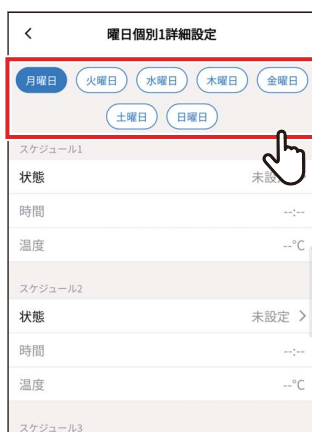 曜日個別1詳細設定
月曜日 火曜日 水曜日 木曜日 金曜日
土曜日 日曜日
スケジュール1
状態 未設
時間 --:--
温度 --°C
スケジュール2
状態 未設定
時間 --:--
温度 --°C
スケジュール3